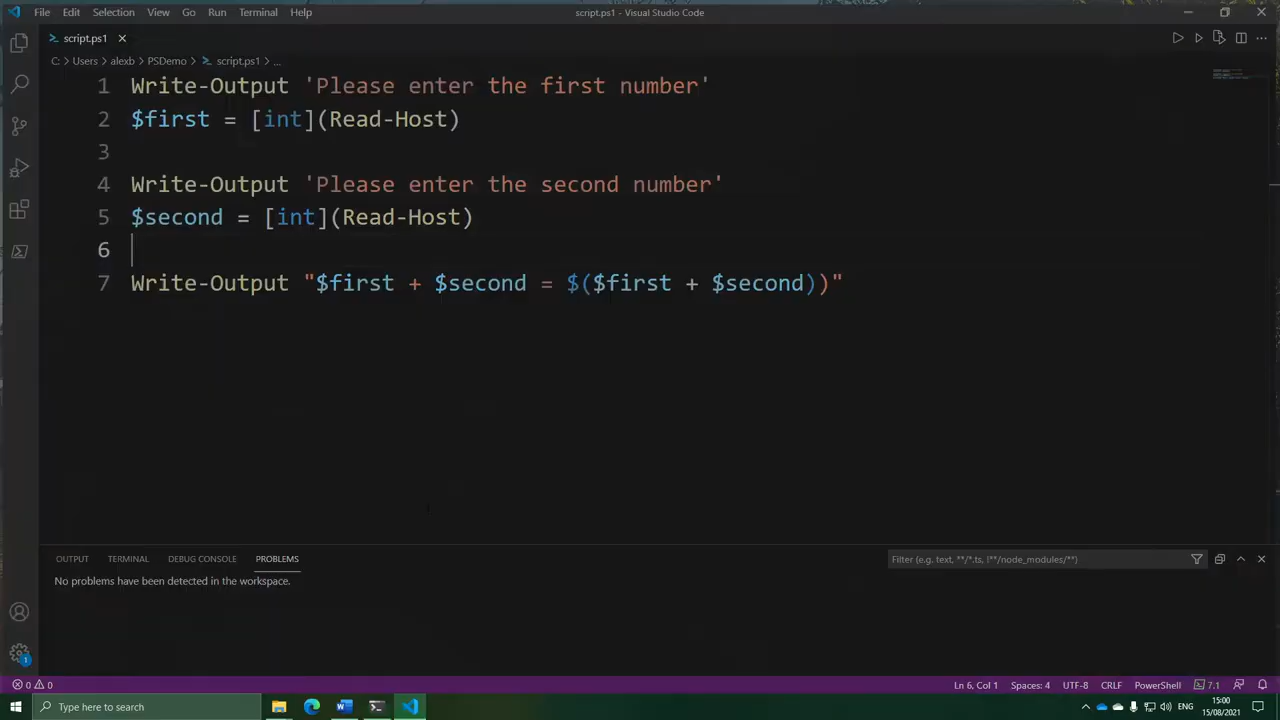 File Edit Selection View Go Run Terminal Help script.ps1 - Visual Studio Code
script.ps1
C: > Users > alexb > PSDemo > script.ps1 > ...
1 Write-Output 'Please enter the first number'
2 $first = [int](Read-Host)
3
4 Write-Output 'Please enter the second number'
5 $second = [int](Read-Host)
6
7 Write-Output "$first + $second = $($first + $second))"
OUTPUT TERMINAL DEBUG CONSOLE PROBLEMS Filter (e.g. text, **/*.ts, !**/node_modules/**)
No problems have been detected in the workspace.
1
0 0 Ln 6, Col 1 Spaces: 4 UTF-8 CRLF PowerShell 7.1
Type here to search ENG 15:00
15/08/2021